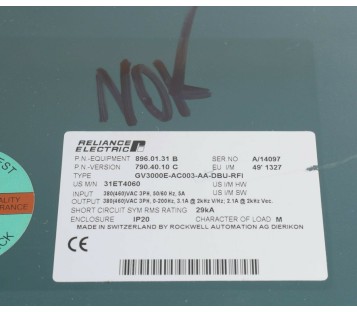 NOK
RELIANCE
ELECTRIC
P.N.-EQUIPMENT 896.01.31 B SER NO A/14097
P.N.-VERSION 790.40.10 C EU I/M 49' 1327
TYPE GV3000E-AC003-AA-DBU-RFI
US M/N 31ET4060 US I/M HW
INPUT 380(460)VAC 3PH, 50/60 Hz, 5A US I/M SW
OUTPUT 380(460)VAC 3PH, 0-200Hz, 3.1A @ 2kHz V/Hz; 2.1A @ 2kHz Vec.
SHORT CIRCUIT SYM RMS RATING 29kA
ENCLOSURE IP20 CHARACTER OF LOAD M
MADE IN SWITZERLAND BY ROCKWELL AUTOMATION AG DIERIKON
CE